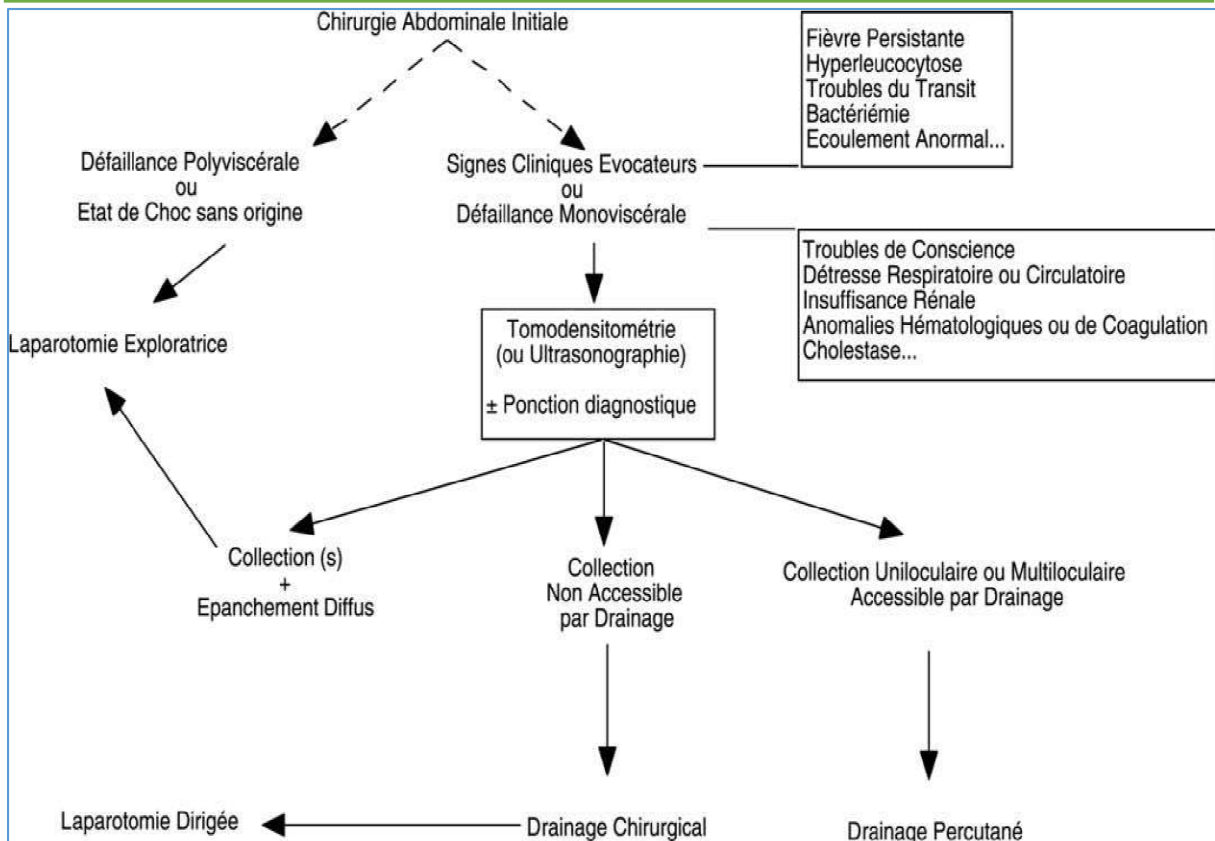 Chirurgie Abdominale Initiale
Fièvre Persistante
Hyperleucocytose
Troubles du Transit
Bactériémie
Ecoulement Anormal...
Défaillance Polyviscérale
ou
Etat de Choc sans origine
Signes Cliniques Evocateurs
ou
Défaillance Monoviscérale
Troubles de Conscience
Détresse Respiratoire ou Circulatoire
Insuffisance Rénale
Anomalies Hématologiques ou de Coagulation
Cholestase...
Laparotomie Exploratrice
Tomodensitométrie
(ou Ultrasonographie)
± Ponction diagnostique
Collection (s)
+
Epanchement Diffus
Collection
Non Accessible
par Drainage
Collection Uniloculaire ou Multiloculaire
Accessible par Drainage
Laparotomie Dirigée
Drainage Chirurgical
Drainage Percutané